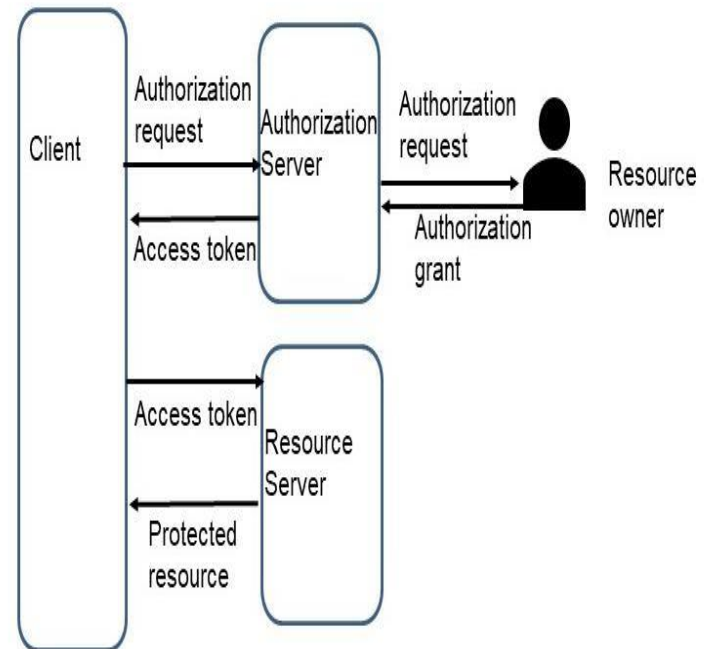 Client
Authorization
request
Authorization
Server
Access token
Authorization
request
Authorization
grant
Resource
owner
Access token
Resource
Server
Protected
resource